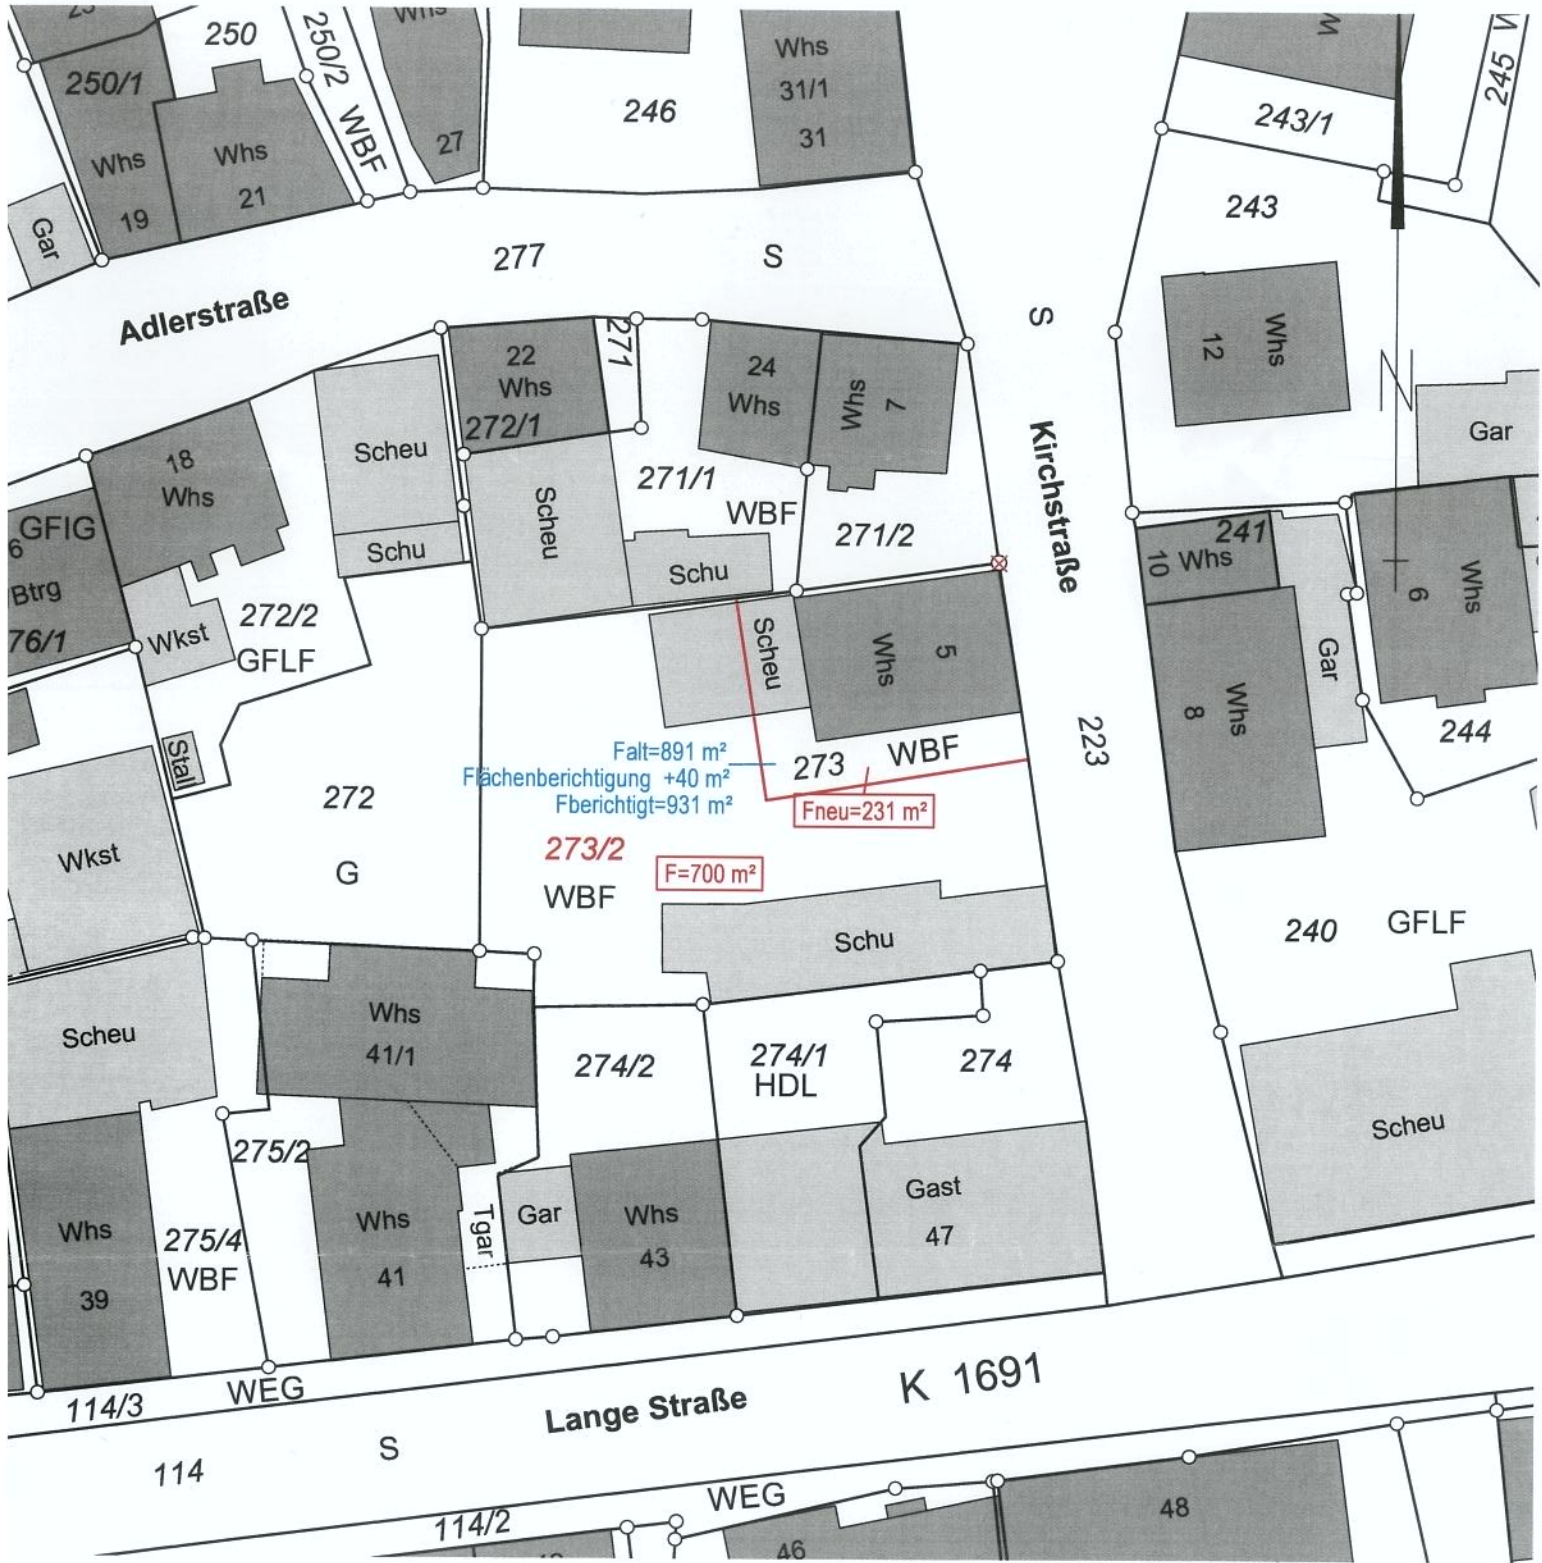 250
250/2
WBF
Whs
250/1
Whs
19
Whs
21
27
246
Whs
31/1
31
243/1
245
243
Gar
277
S
Adlerstraße
S
Kirchstraße
22
Whs
272/1
271
24
Whs
Whs
7
12
Whs
N
Gar
18
Whs
Scheu
Schu
Scheu
271/1
WBF
271/2
Schu
GFIG
6
Btrg
76/1
Wkst
272/2
GFLF
Stall
241
10
Whs
6
Whs
Gar
8
Whs
244
Scheu
Whs
5
223
Falt=891 m²
Flächenberichtigung +40 m²
Fberichtigt=931 m²
273
WBF
Fneu=231 m²
272
G
273/2
WBF
F=700 m²
Wkst
Schu
240
GFLF
Scheu
Whs
41/1
274/2
274/1
HDL
274
Scheu
275/2
Whs
39
275/4
WBF
Whs
41
Tgar
Gar
Whs
43
Gast
47
114/3
WEG
Lange Straße
K 1691
114
S
WEG
114/2
46
48